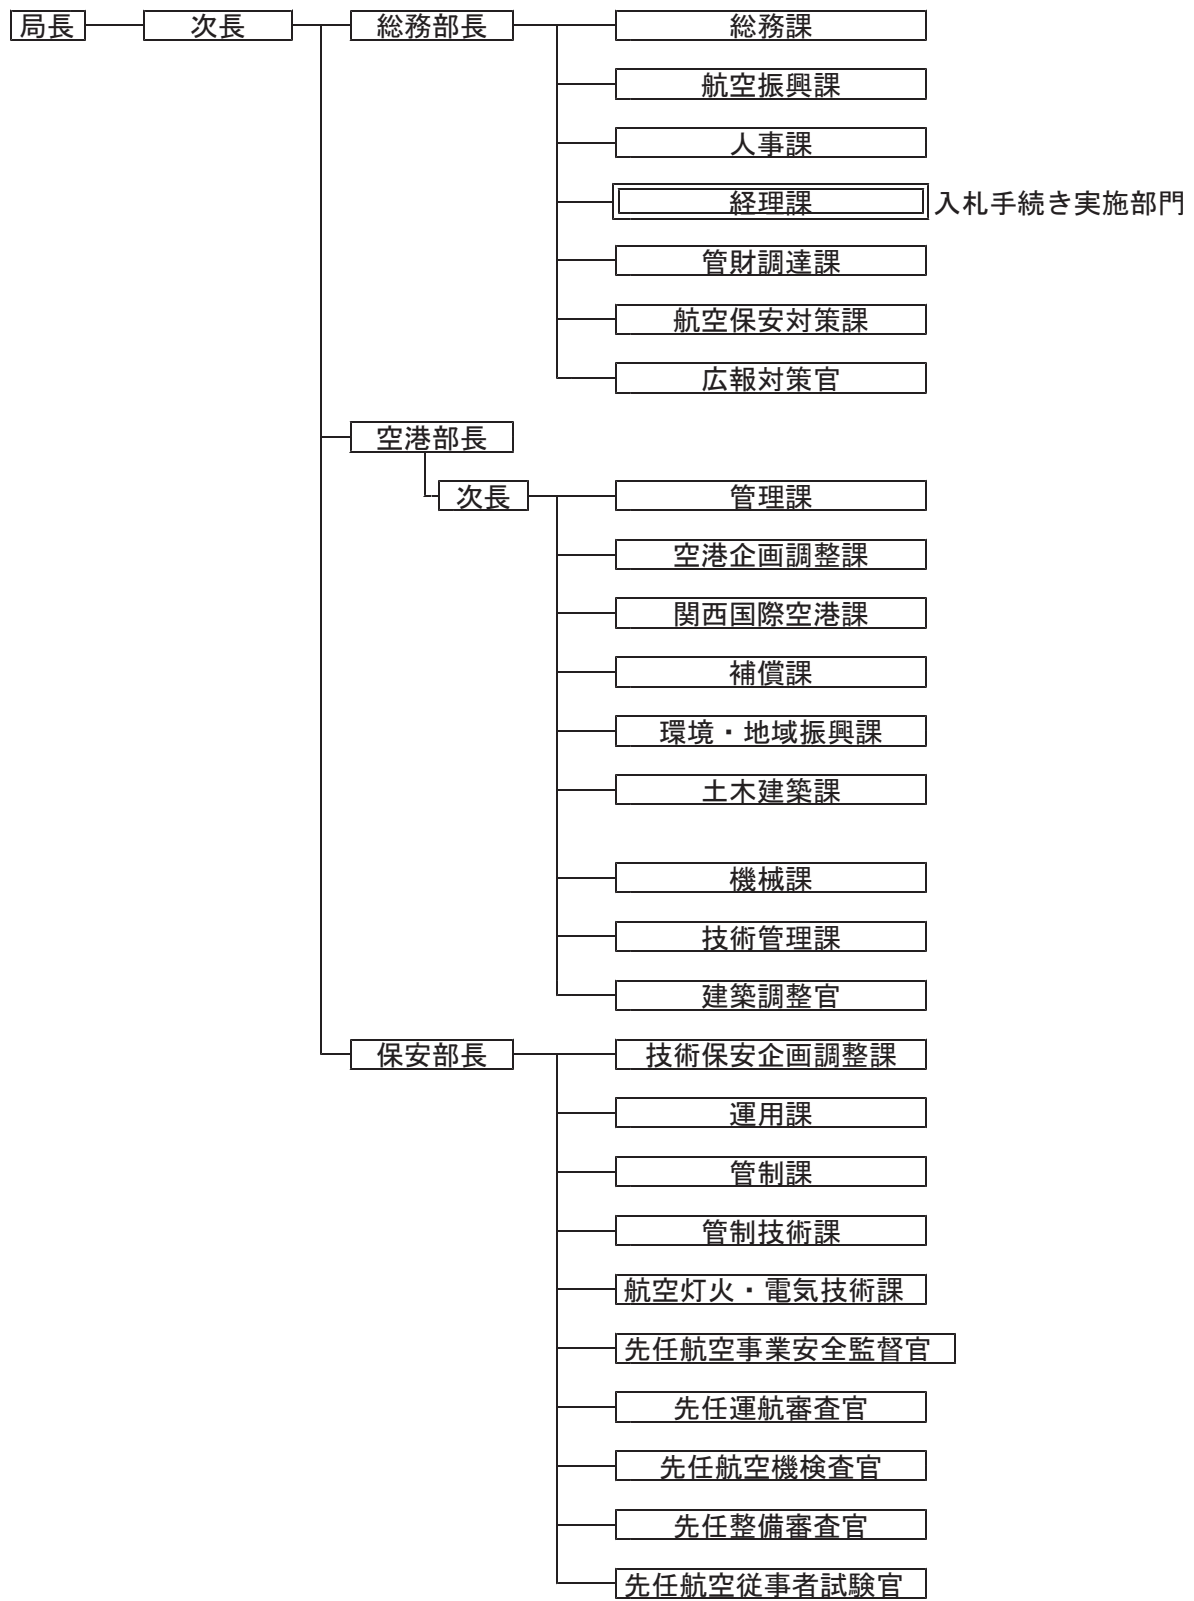 局長
次長
総務部長
総務課
航空振興課
人事課
経理課
入札手続き実施部門
管財調達課
航空保安対策課
広報対策官
空港部長
次長
管理課
空港企画調整課
関西国際空港課
補償課
環境・地域振興課
土木建築課
機械課
技術管理課
建築調整官
保安部長
技術保安企画調整課
運用課
管制課
管制技術課
航空灯火・電気技術課
先任航空事業安全監督官
先任運航審査官
先任航空機検査官
先任整備審査官
先任航空従事者試験官